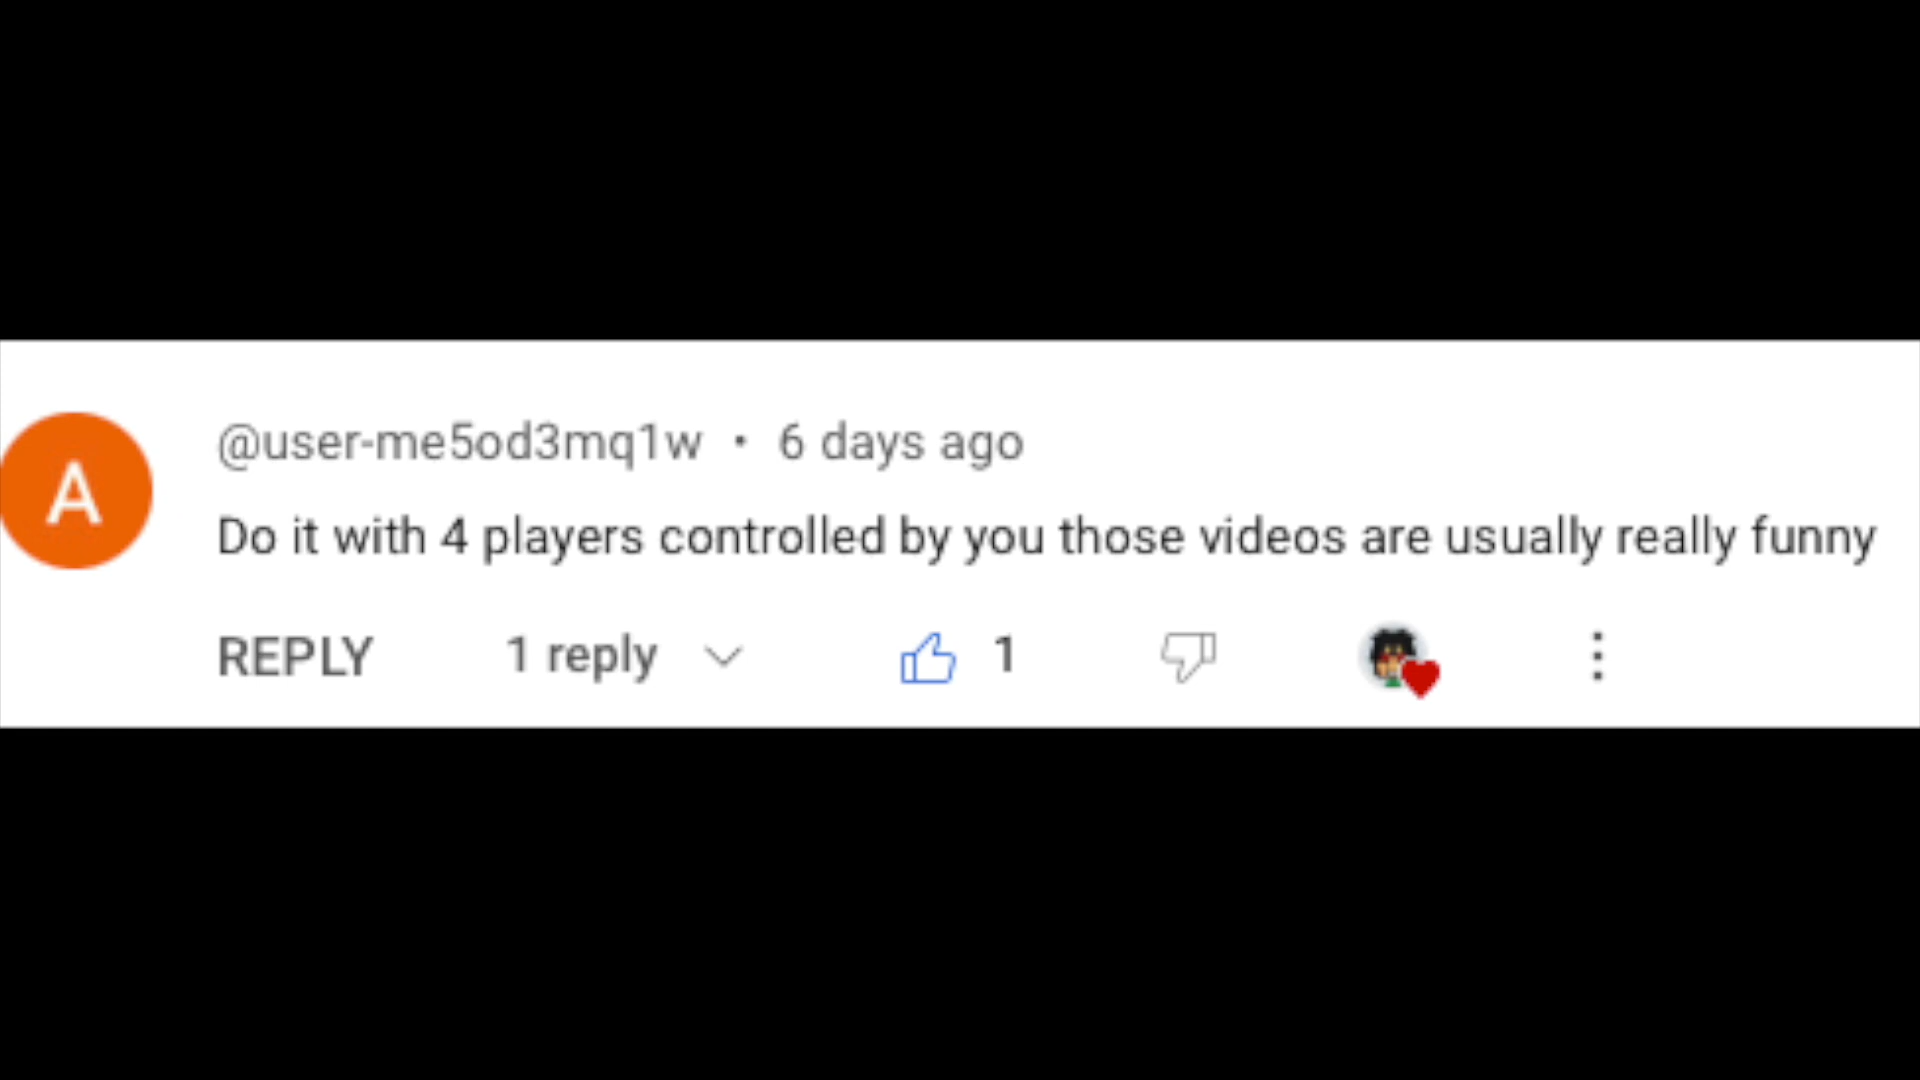 A
@user-me5od3mq1w • 6 days ago
Do it with 4 players controlled by you those videos are usually really funny
REPLY 1 reply 1